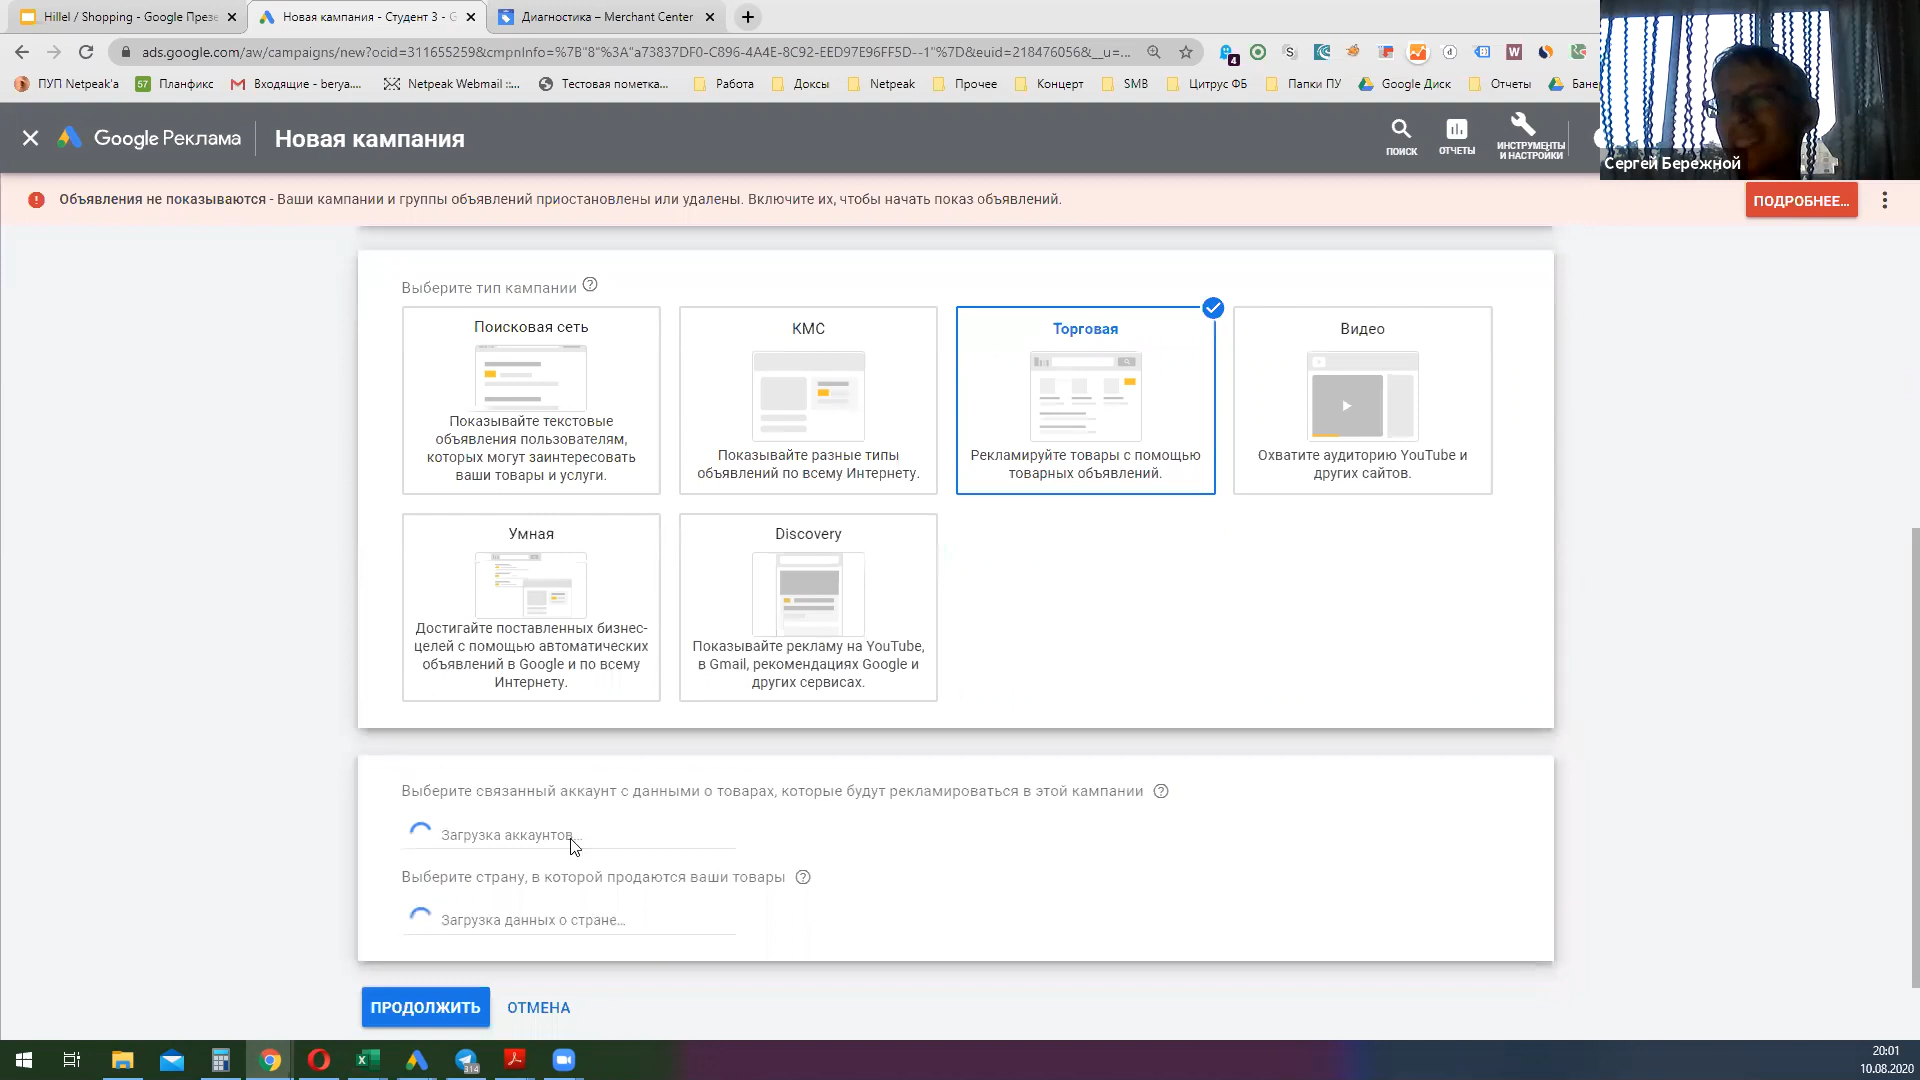 Hillel / Shopping - Google Презе
Новая кампания - Студент 3 - G
Диагностика – Merchant Center
ads.google.com/aw/campaigns/new?ocid=311655259&cmpnInfo=%7B"8"%3A"a73837DF0-C896-4A4E-8C92-EED97E96FF5D--1"%7D&euid=218476056&__u=...
4
ПУП Netpeak'а
57
Планфикс
Входящие - berya....
Netpeak Webmail ::...
Тестовая пометка...
Работа
Доксы
Netpeak
Прочее
Концерт
SMB
Цитрус ФБ
Папки ПУ
Google Диск
Отчеты
Бане
Google Реклама
Новая кампания
ПОИСК
ОТЧЕТЫ
ИНСТРУМЕНТЫ
И НАСТРОЙКИ
Сергей Бережной
Объявления не показываются - Ваши кампании и группы объявлений приостановлены или удалены. Включите их, чтобы начать показ объявлений.
ПОДРОБНЕЕ...
Выберите тип кампании
Поисковая сеть
Показывайте текстовые
объявления пользователям,
которых могут заинтересовать
ваши товары и услуги.
КМС
Показывайте разные типы
объявлений по всему Интернету.
Торговая
Рекламируйте товары с помощью
товарных объявлений.
Видео
Охватите аудиторию YouTube и
других сайтов.
Умная
Достигайте поставленных бизнес-
целей с помощью автоматических
объявлений в Google и по всему
Интернету.
Discovery
Показывайте рекламу на YouTube,
в Gmail, рекомендациях Google и
других сервисах.
Выберите связанный аккаунт с данными о товарах, которые будут рекламироваться в этой кампании
Загрузка аккаунтов...
Выберите страну, в которой продаются ваши товары
Загрузка данных о стране...
ПРОДОЛЖИТЬ
ОТМЕНА
314
20:01
10.08.2020